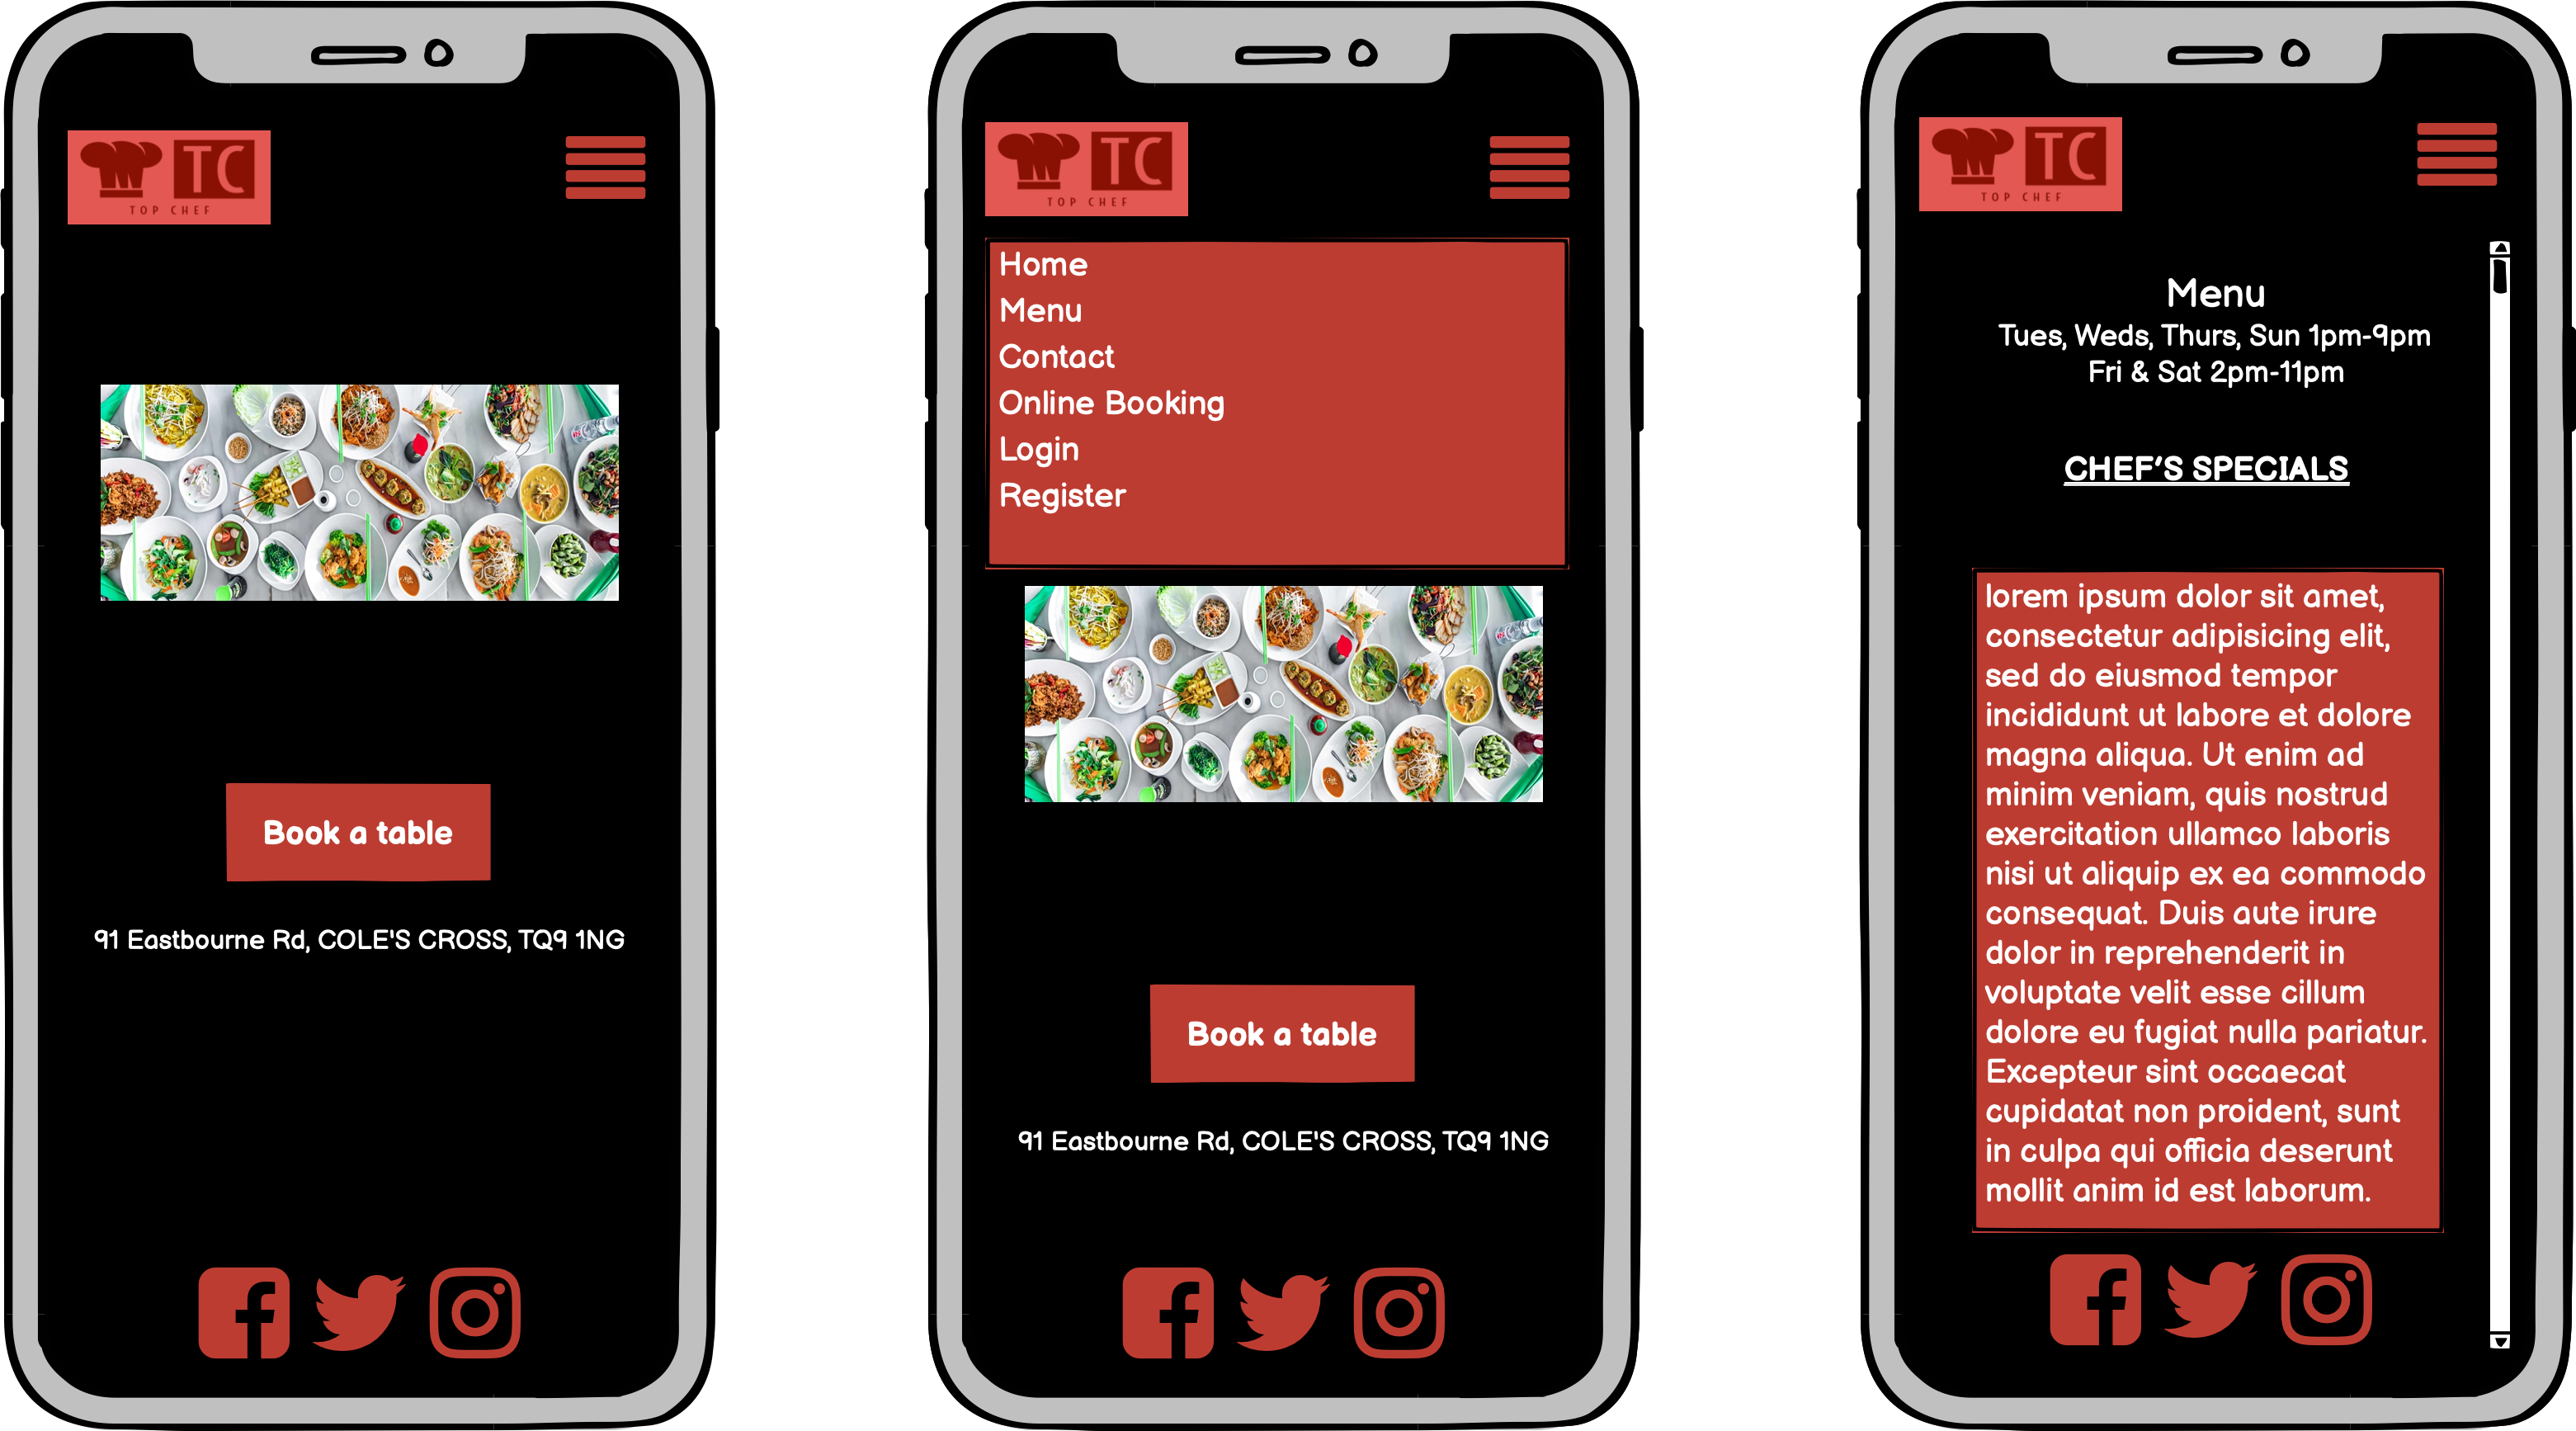 TC
TOP CHEF
Book a table
91 Eastbourne Rd, COLE'S CROSS, TQ9 1NG
TC
TOP CHEF
Home
Menu
Contact
Online Booking
Login
Register
Book a table
91 Eastbourne Rd, COLE'S CROSS, TQ9 1NG
TC
TOP CHEF
Menu
Tues, Weds, Thurs, Sun 1pm-9pm
Fri & Sat 2pm-11pm
CHEF'S SPECIALS
lorem ipsum dolor sit amet,
consectetur adipisicing elit,
sed do eiusmod tempor
incididunt ut labore et dolore
magna aliqua. Ut enim ad
minim veniam, quis nostrud
exercitation ullamco laboris
nisi ut aliquip ex ea commodo
consequat. Duis aute irure
dolor in reprehenderit in
voluptate velit esse cillum
dolore eu fugiat nulla pariatur.
Excepteur sint occaecat
cupidatat non proident, sunt
in culpa qui officia deserunt
mollit anim id est laborum.